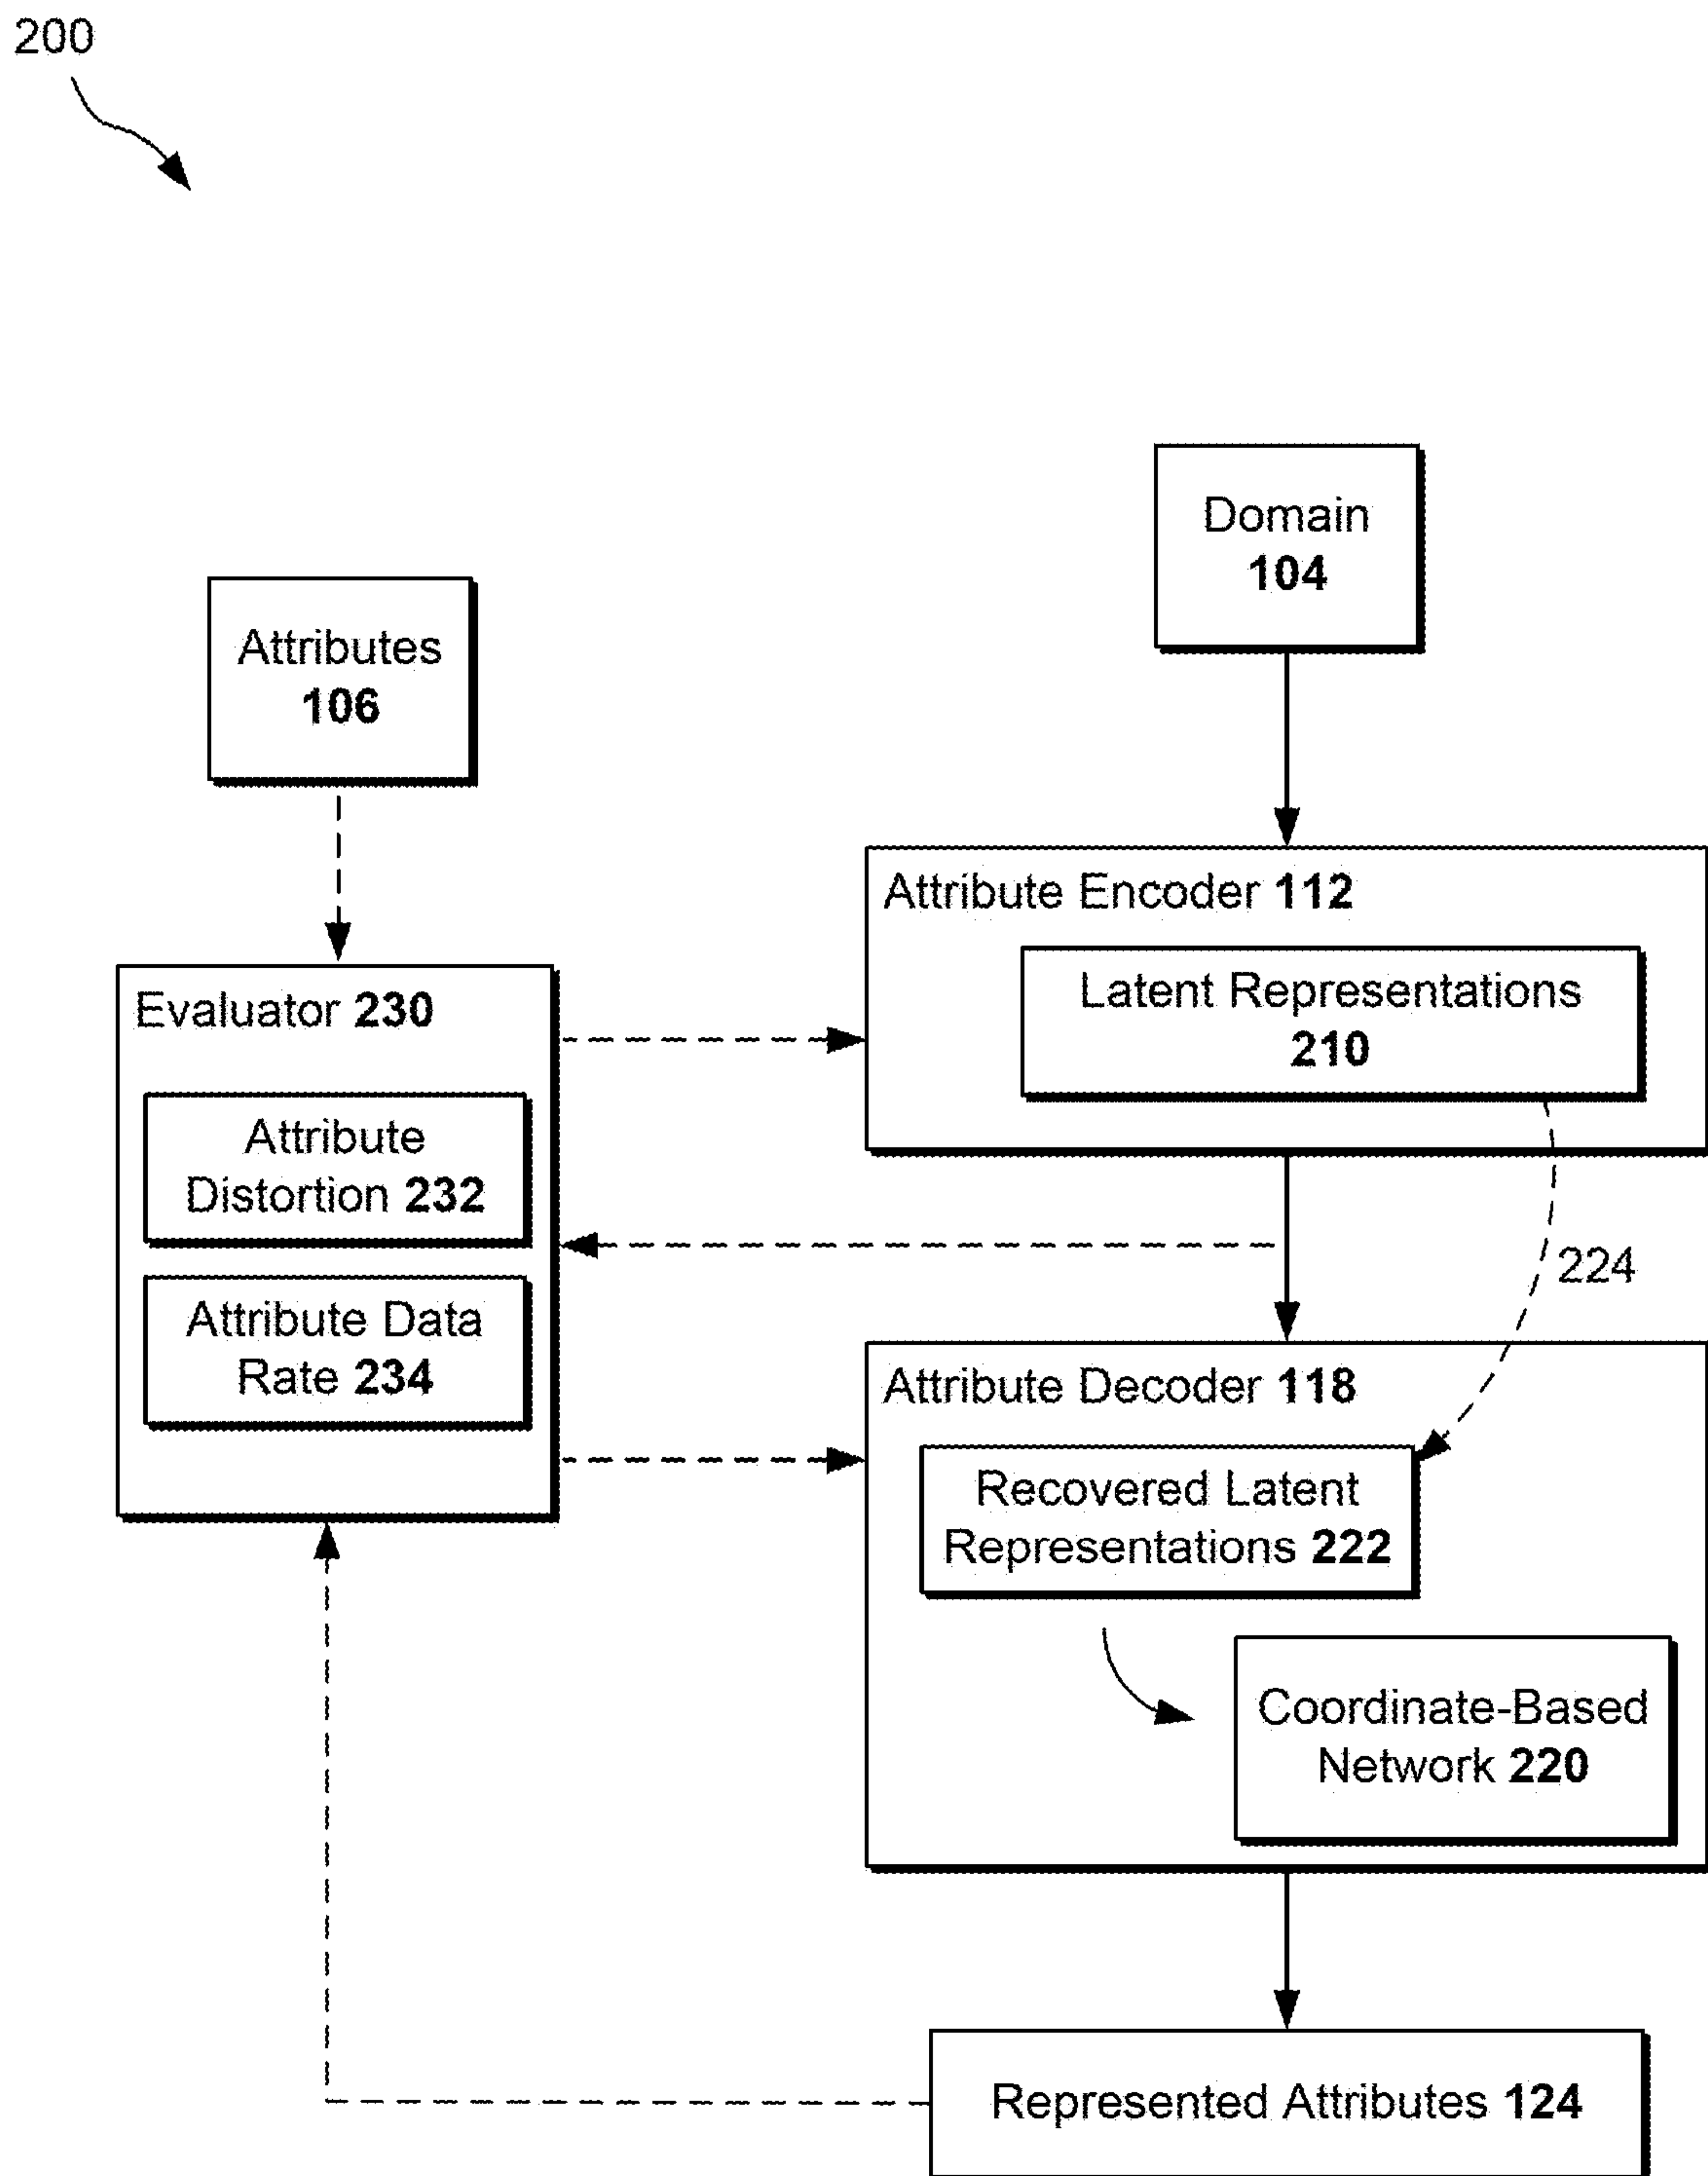 200
Domain
104
Attributes
106
Attribute Encoder 112
Latent Representations
210
Evaluator 230
Attribute
Distortion 232
Attribute Data
Rate 234
224
Attribute Decoder 118
Recovered Latent
Representations 222
Coordinate-Based
Network 220
Represented Attributes 124